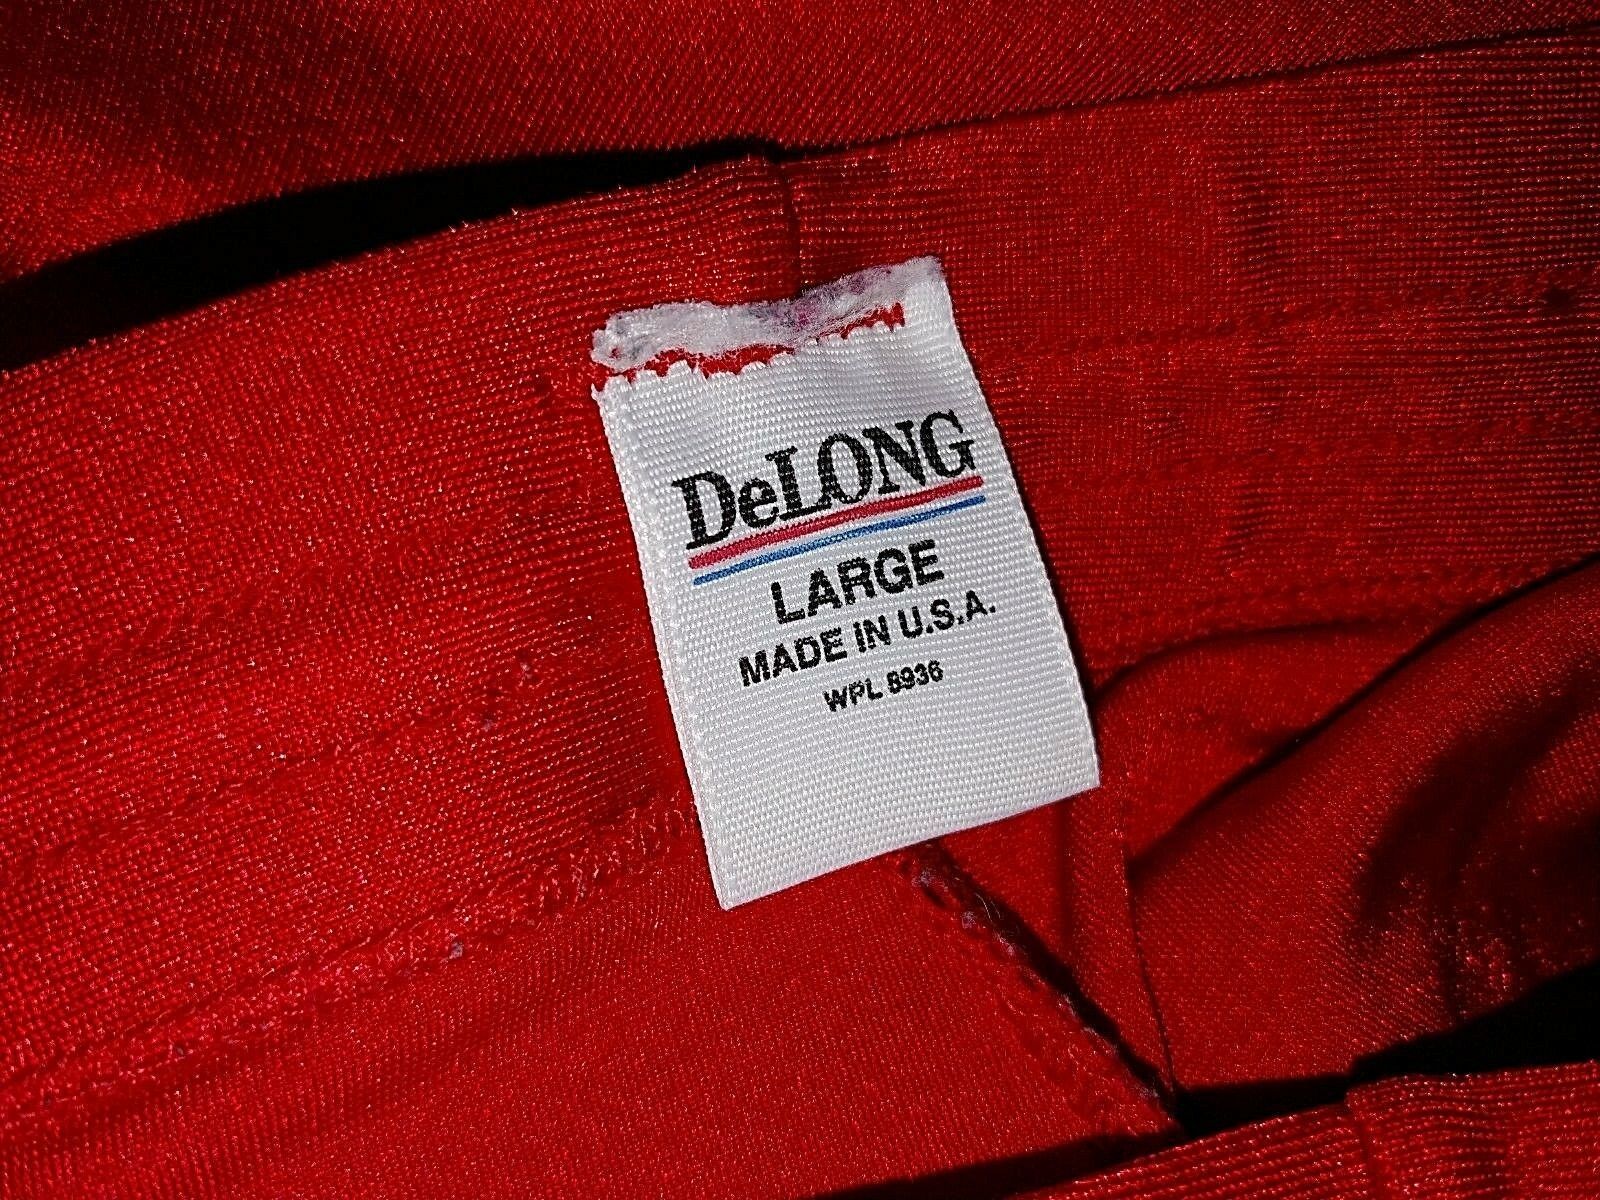 DeLONG
LARGE
MADE IN U.S.A.
WPL 8936